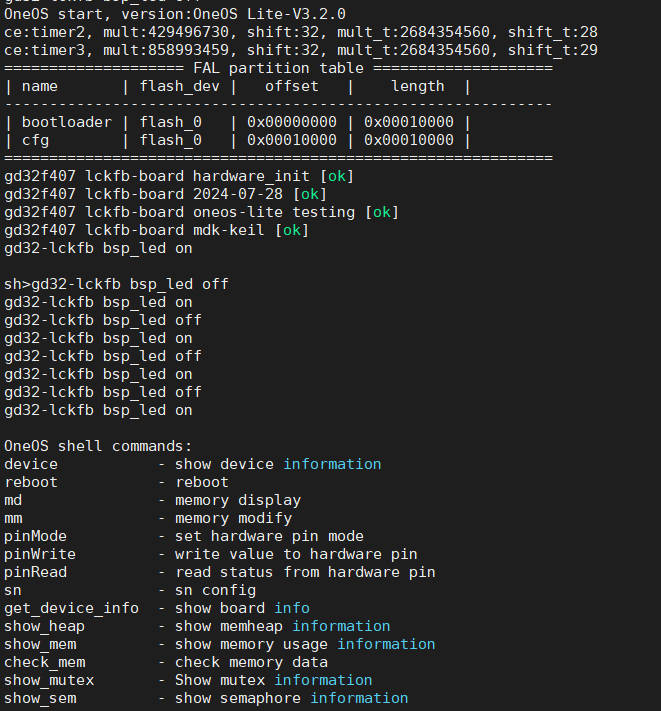 OneOS start, version:OneOS Lite-V3.2.0
ce:timer2, mult:429496730, shift:32, mult_t:2684354560, shift_t:28
ce:timer3, mult:858993459, shift:32, mult_t:2684354560, shift_t:29
==================== FAL partition table ====================
| name       | flash_dev |   offset   |    length  |
-------------------------------------------------------------
| bootloader | flash_0   | 0x00000000 | 0x00010000 |
| cfg        | flash_0   | 0x00010000 | 0x00010000 |
=============================================================
gd32f407 lckfb-board hardware_init [ok]
gd32f407 lckfb-board 2024-07-28 [ok]
gd32f407 lckfb-board oneos-lite testing [ok]
gd32f407 lckfb-board mdk-keil [ok]
gd32-lckfb bsp_led on
sh>gd32-lckfb bsp_led off
gd32-lckfb bsp_led on
gd32-lckfb bsp_led off
gd32-lckfb bsp_led on
gd32-lckfb bsp_led off
gd32-lckfb bsp_led on
gd32-lckfb bsp_led off
gd32-lckfb bsp_led on
OneOS shell commands:
device           - show device information
reboot           - reboot
md               - memory display
mm               - memory modify
pinMode          - set hardware pin mode
pinWrite         - write value to hardware pin
pinRead          - read status from hardware pin
sn               - sn config
get_device_info  - show board info
show_heap        - show memheap information
show_mem         - show memory usage information
check_mem        - check memory data
show_mutex       - Show mutex information
show_sem         - show semaphore information